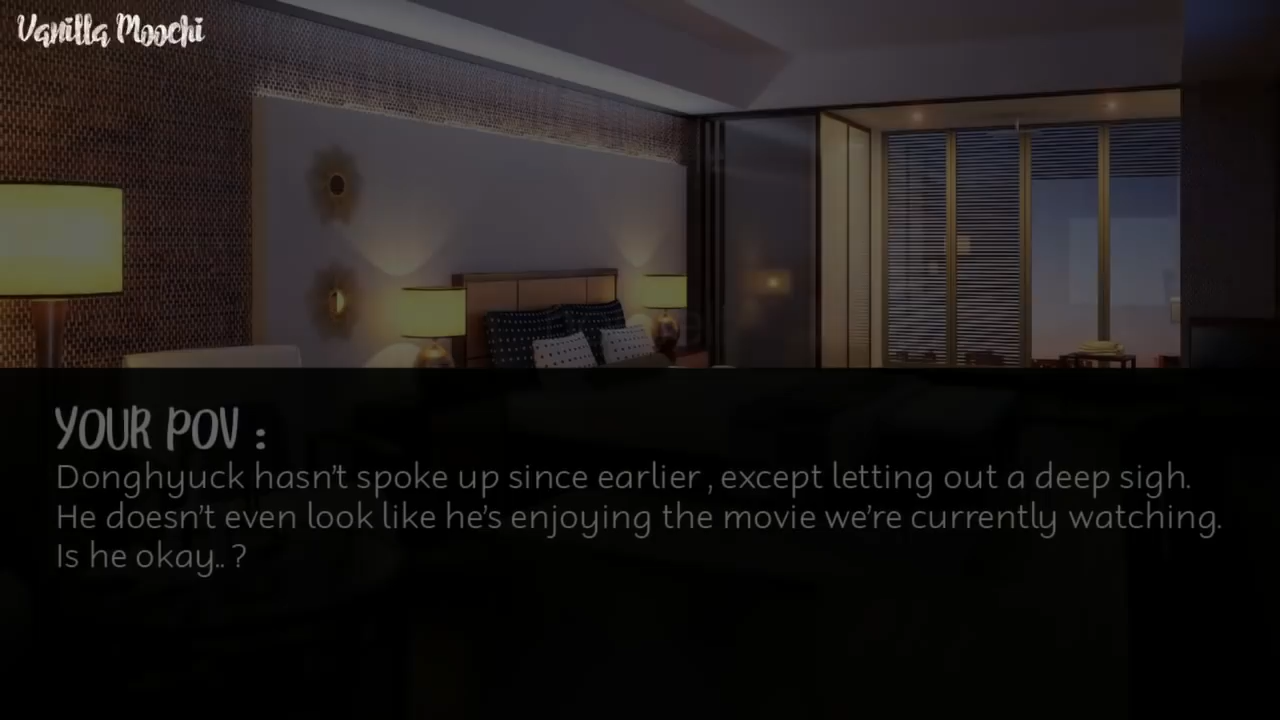 Vanilla Moochi
YOUR POV :
Donghyuck hasn't spoke up since earlier , except letting out a deep sigh.
He doesn't even look like he's enjoying the movie we're currently watching.
Is he okay.. ?